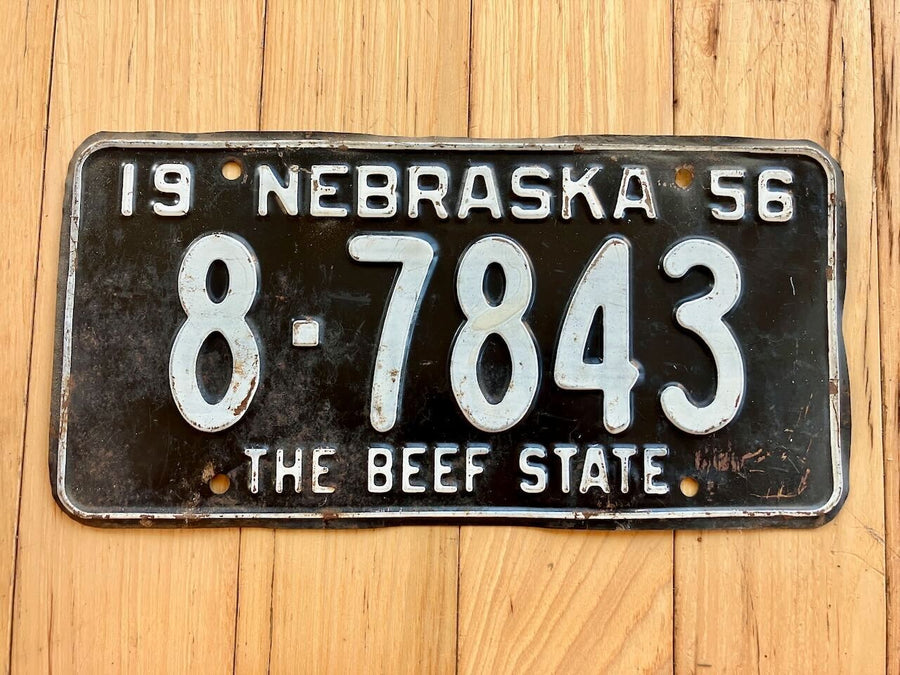 19 NEBRASKA 56
8-7843
THE BEEF STATE